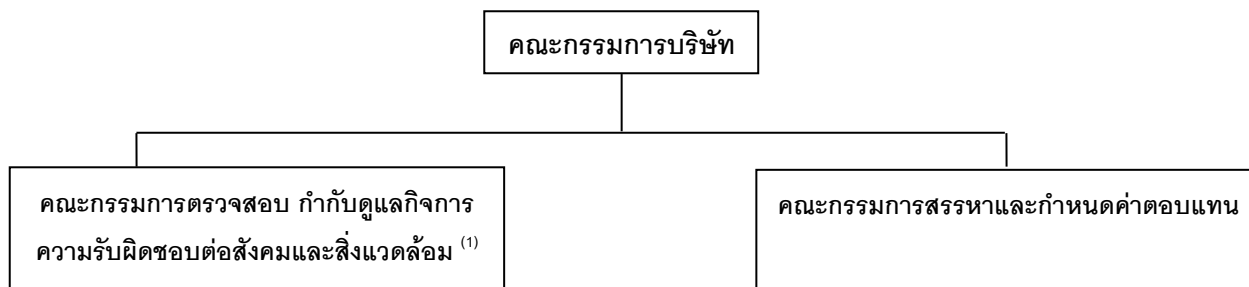 คณะกรรมการบริษัท
คณะกรรมการตรวจสอบ กำกับดูแลกิจการ
ความรับผิดชอบต่อสังคมและสิ่งแวดล้อม (1)
คณะกรรมการสรรหาและกำหนดค่าตอบแทน